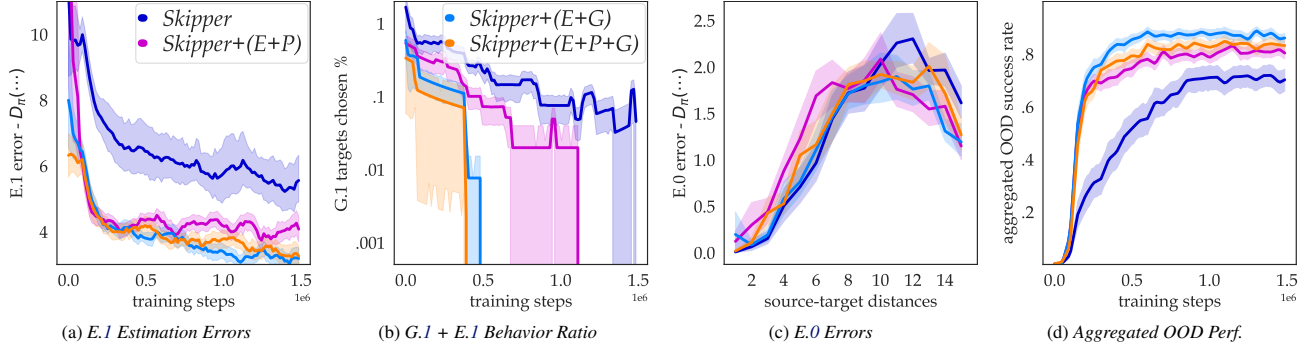 E.1 error - Dπ(···)
10
8
6
4
0.0 0.5 1.0 1.5
1e6
training steps
Skipper
Skipper+(E+P)
(a) E.1 Estimation Errors
G.1 targets chosen %
1
.1
.01
.001
0.0 0.5 1.0 1.5
1e6
training steps
Skipper+(E+G)
Skipper+(E+P+G)
(b) G.1 + E.1 Behavior Ratio
E.0 error - Dπ(···)
2.5
2.0
1.5
1.0
0.5
0.0
2 4 6 8 10 12 14
source-target distances
(c) E.0 Errors
aggregated OOD success rate
.8
.6
.4
.2
0.0 0.5 1.0 1.5
1e6
training steps
(d) Aggregated OOD Perf.